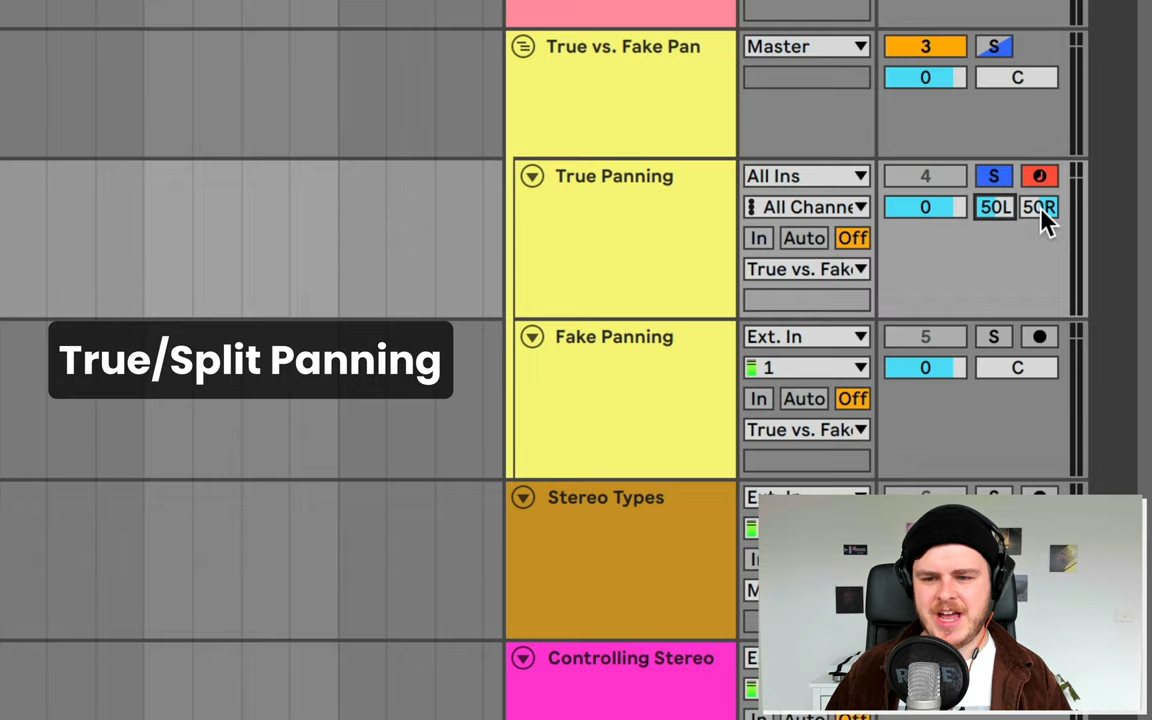 True vs. Fake Pan
Master
3
S
0
C
True Panning
All Ins
4
S
All Channe
0
50L
50R
In
Auto
Off
True vs. Fak
True/Split Panning
Fake Panning
Ext. In
5
S
1
0
C
In
Auto
Off
True vs. Fak
Stereo Types
Controlling Stereo